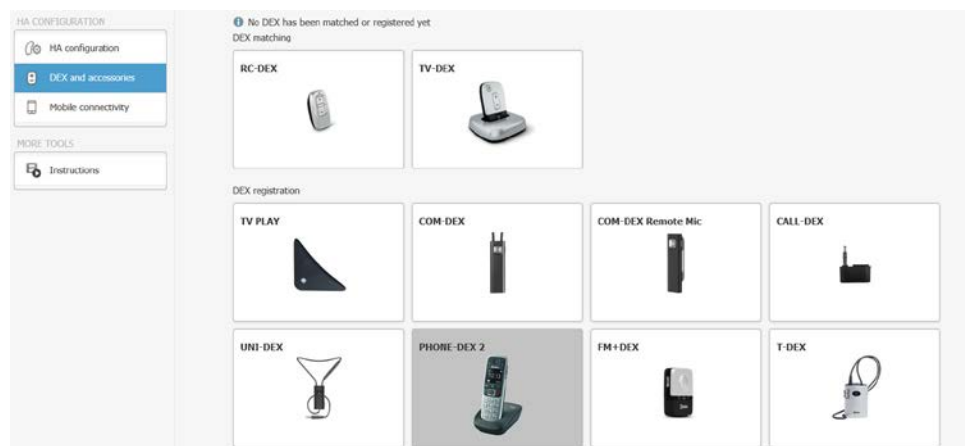 HA CONFIGURATION
HA configuration
DEX and accessories
Mobile connectivity
MORE TOOLS
Instructions
No DEX has been matched or registered yet
DEX matching
RC-DEX
TV-DEX
DEX registration
TV PLAY
COM-DEX
COM-DEX Remote Mic
CALL-DEX
UNI-DEX
PHONE-DEX 2
FM+DEX
T-DEX